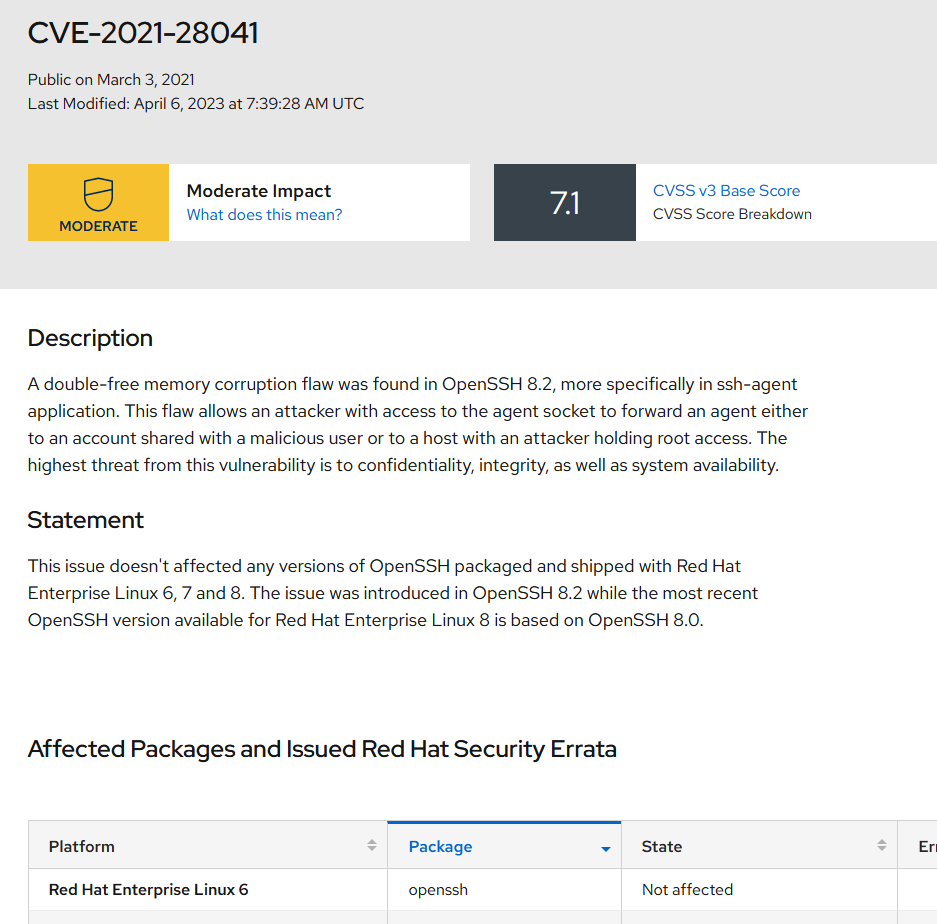 CVE-2021-28041
Public on March 3, 2021
Last Modified: April 6, 2023 at 7:39:28 AM UTC
MODERATE
Moderate Impact
What does this mean?
7.1
CVSS v3 Base Score
CVSS Score Breakdown
Description
A double-free memory corruption flaw was found in OpenSSH 8.2, more specifically in ssh-agent
application. This flaw allows an attacker with access to the agent socket to forward an agent either
to an account shared with a malicious user or to a host with an attacker holding root access. The
highest threat from this vulnerability is to confidentiality, integrity, as well as system availability.
Statement
This issue doesn't affected any versions of OpenSSH packaged and shipped with Red Hat
Enterprise Linux 6, 7 and 8. The issue was introduced in OpenSSH 8.2 while the most recent
OpenSSH version available for Red Hat Enterprise Linux 8 is based on OpenSSH 8.0.
Affected Packages and Issued Red Hat Security Errata
Platform Package State
Red Hat Enterprise Linux 6 openssh Not affected